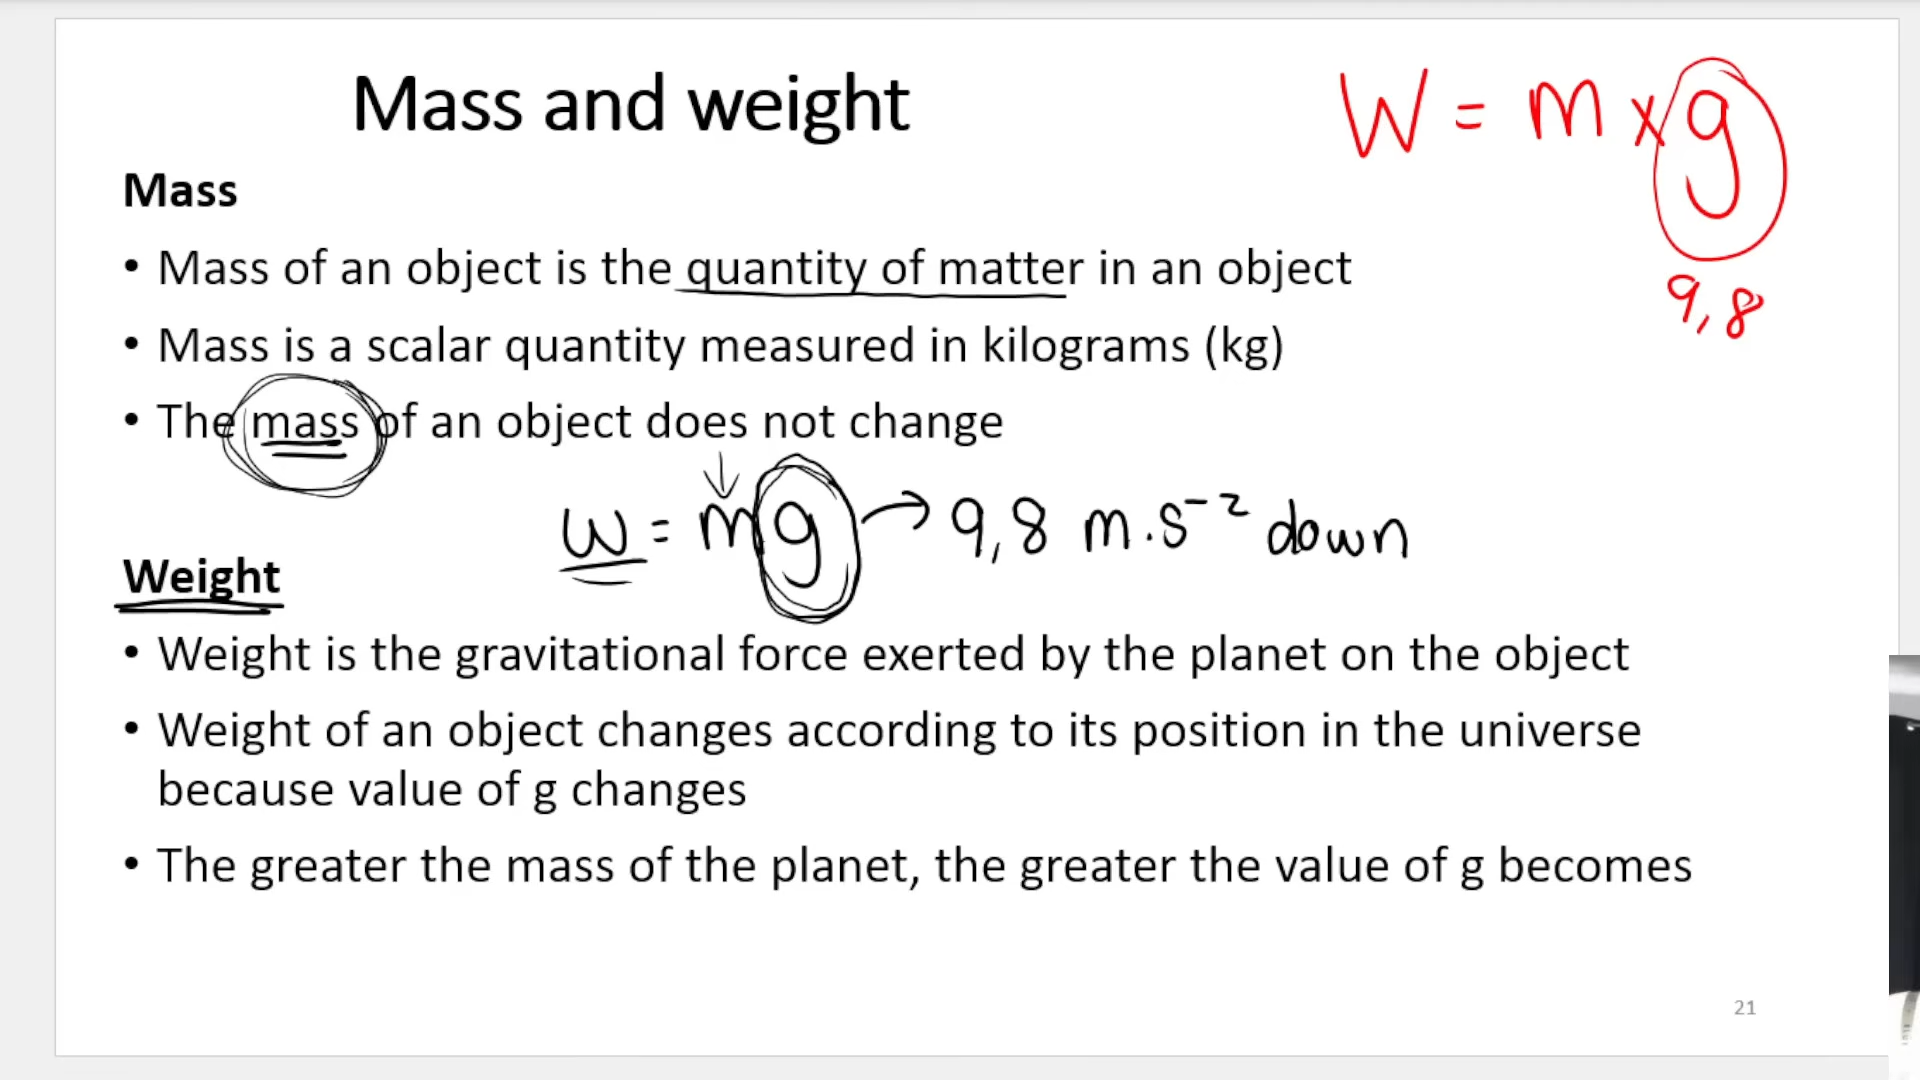 Mass and weight
W = m x g
9,8
Mass
• Mass of an object is the quantity of matter in an object
• Mass is a scalar quantity measured in kilograms (kg)
• The mass of an object does not change
w = mg → 9,8 m.s⁻² down
Weight
• Weight is the gravitational force exerted by the planet on the object
• Weight of an object changes according to its position in the universe
because value of g changes
• The greater the mass of the planet, the greater the value of g becomes
21